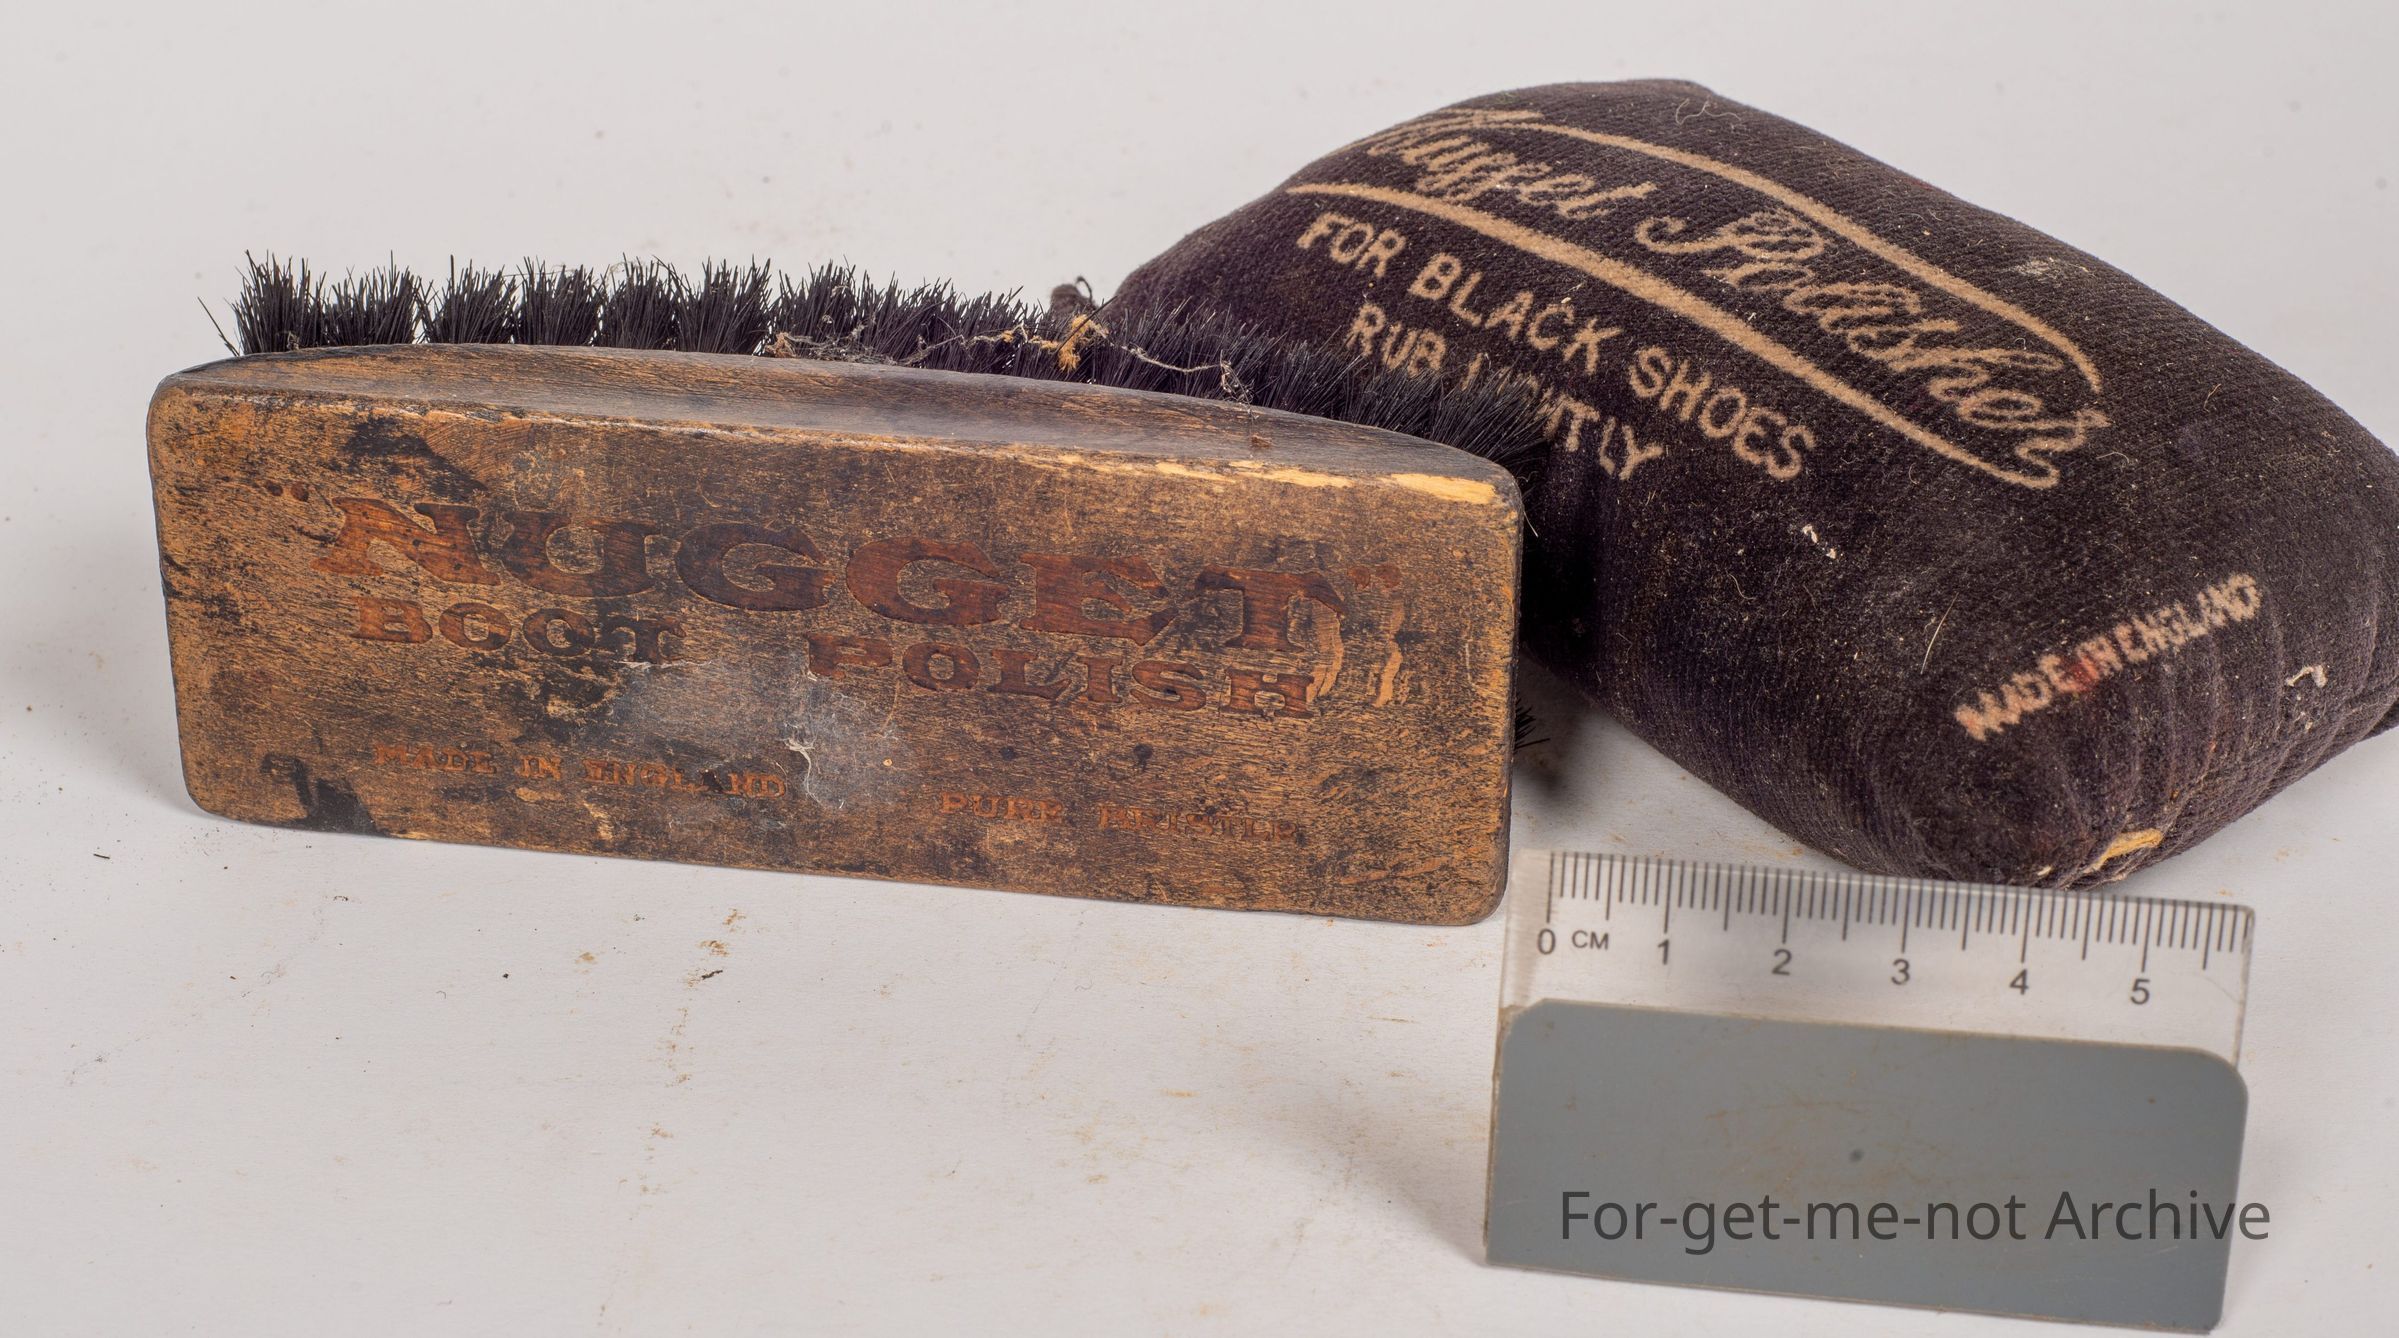 "NUGGET"
BOOT POLISH
MADE IN ENGLAND PURE BRISTLE
Nugget Polisher
FOR BLACK SHOES
RUB LIGHTLY
MADE IN ENGLAND
0 CM 1 2 3 4 5
For-get-me-not Archive